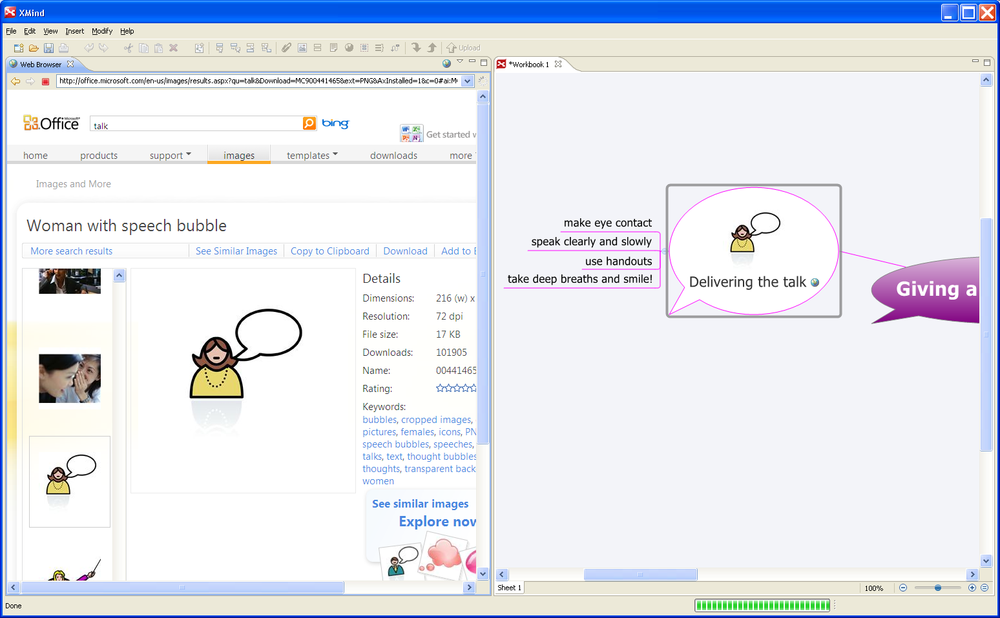 XMind
File Edit View Insert Modify Help
Upload
Web Browser
*Workbook 1
http://office.microsoft.com/en-us/images/results.aspx?qu=talk&Download=MC900441465&ext=PNG&AxInstalled=1&c=0#ai:M
Microsoft
Office
talk
bing
Get started
home products support images templates downloads more
Images and More
Woman with speech bubble
More search results See Similar Images Copy to Clipboard Download Add to
Details
Dimensions: 216 (w) x
Resolution: 72 dpi
File size: 17 KB
Downloads: 101905
Name: 00441465
Rating:
Keywords:
bubbles, cropped images,
pictures, females, icons, PN
speech bubbles, speeches,
talks, text, thought bubbles
thoughts, transparent back
women
See similar images
Explore now
make eye contact
speak clearly and slowly
use handouts
take deep breaths and smile!
Delivering the talk
Giving a
Sheet 1
100%
Done